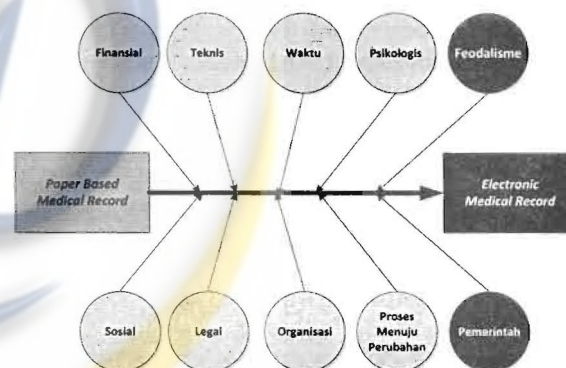 Finansial
Teknis
Waktu
Psikologis
Feodalisme
Paper Based
Medical Record
Electronic
Medical Record
Sosial
Legal
Organisasi
Proses
Menuju
Perubahan
Pemerintah